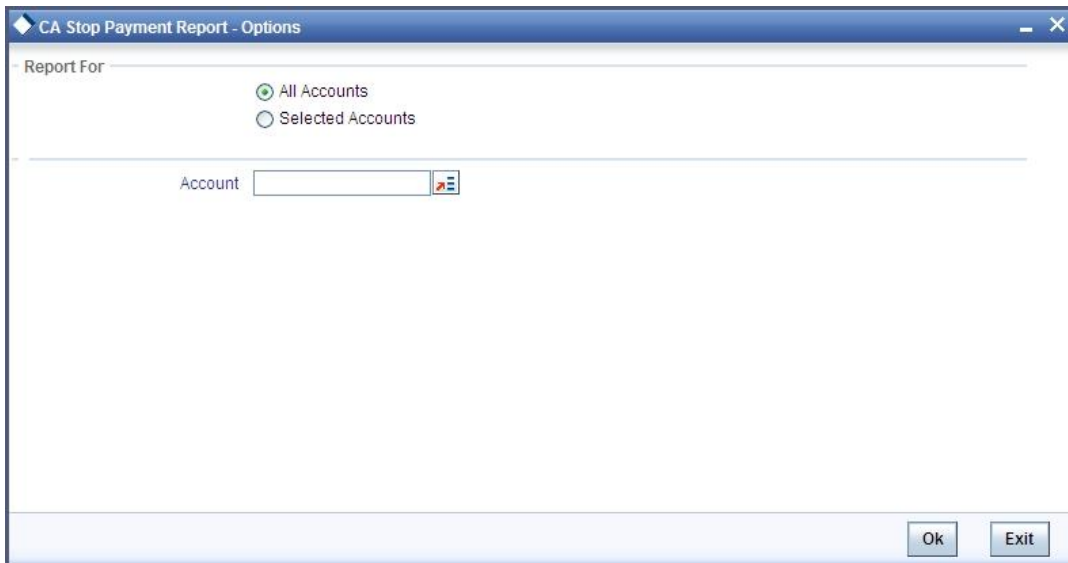 CA Stop Payment Report - Options
Report For
All Accounts
Selected Accounts
Account
Ok Exit